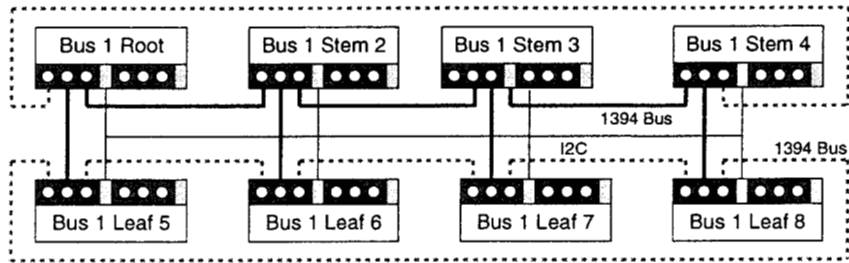 Bus 1 Root
Bus 1 Stem 2
Bus 1 Stem 3
Bus 1 Stem 4
1394 Bus
I2C
1394 Bus
Bus 1 Leaf 5
Bus 1 Leaf 6
Bus 1 Leaf 7
Bus 1 Leaf 8